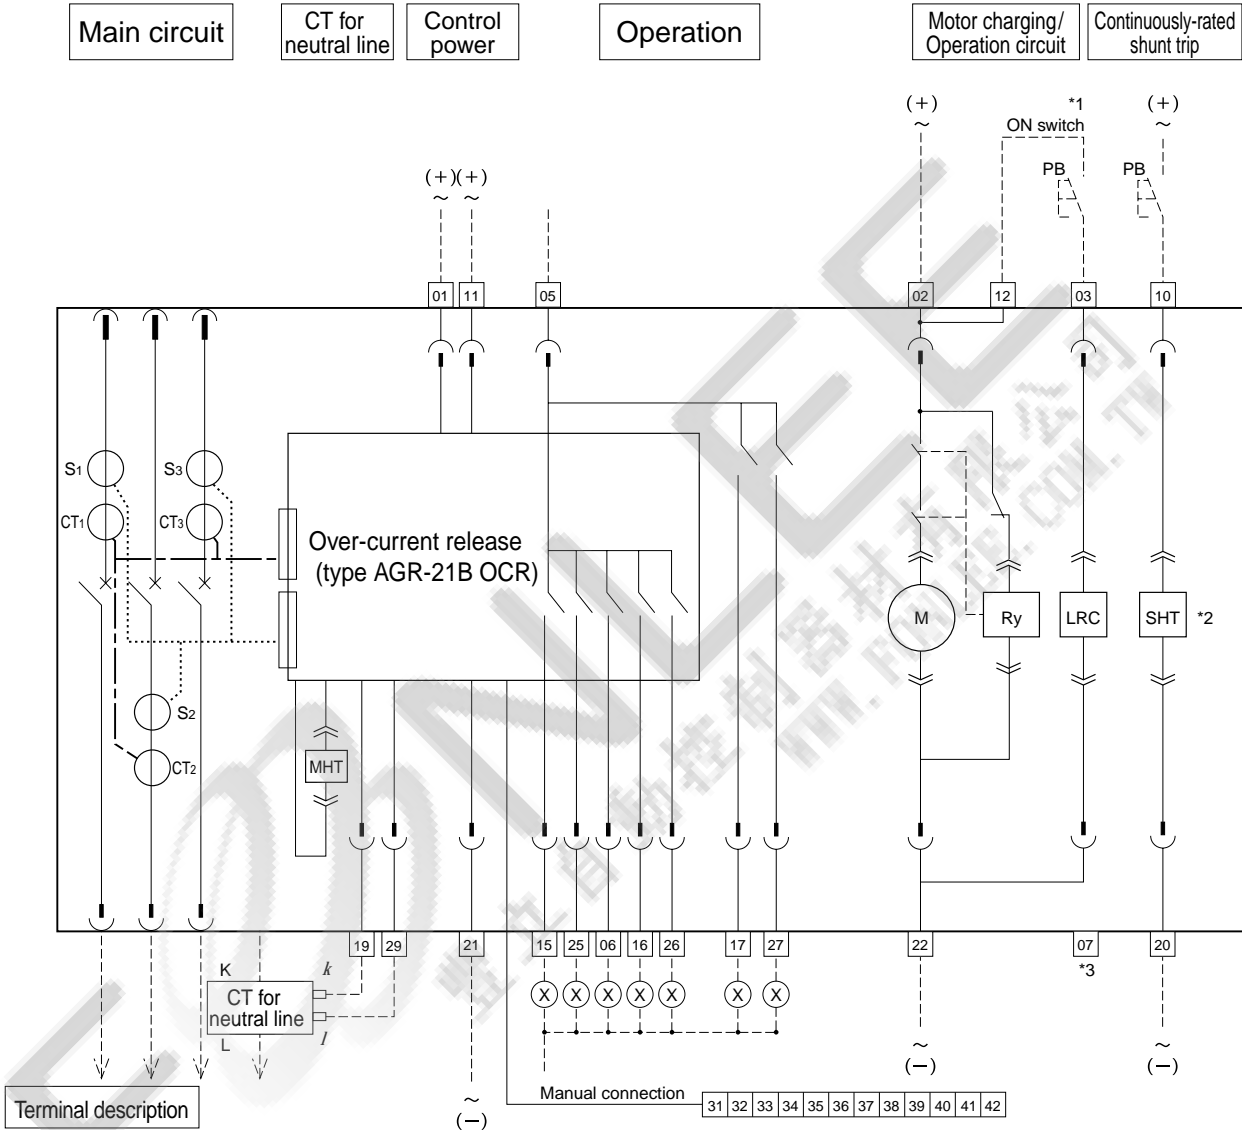 Main circuit
CT for
neutral line
Control
power
Operation
Motor charging/
Operation circuit
Continuously-rated
shunt trip
(+)
~
*1
ON switch
(+)
~
PB
PB
(+)(+)
~ ~
01 11 05 02 12 03 10
S1 S3
CT1 CT3
Over-current release
(type AGR-21B OCR)
M Ry LRC SHT *2
S2
CT2
MHT
19 29 21 15 25 06 16 26 17 27 22 07 20
*3
K k
CT for
neutral line
L l
X X X X X X X
~
(−)
~
(−)
Manual connection
31 32 33 34 35 36 37 38 39 40 41 42
Terminal description
~
(−)
WWW.FONLEE.COM.TW